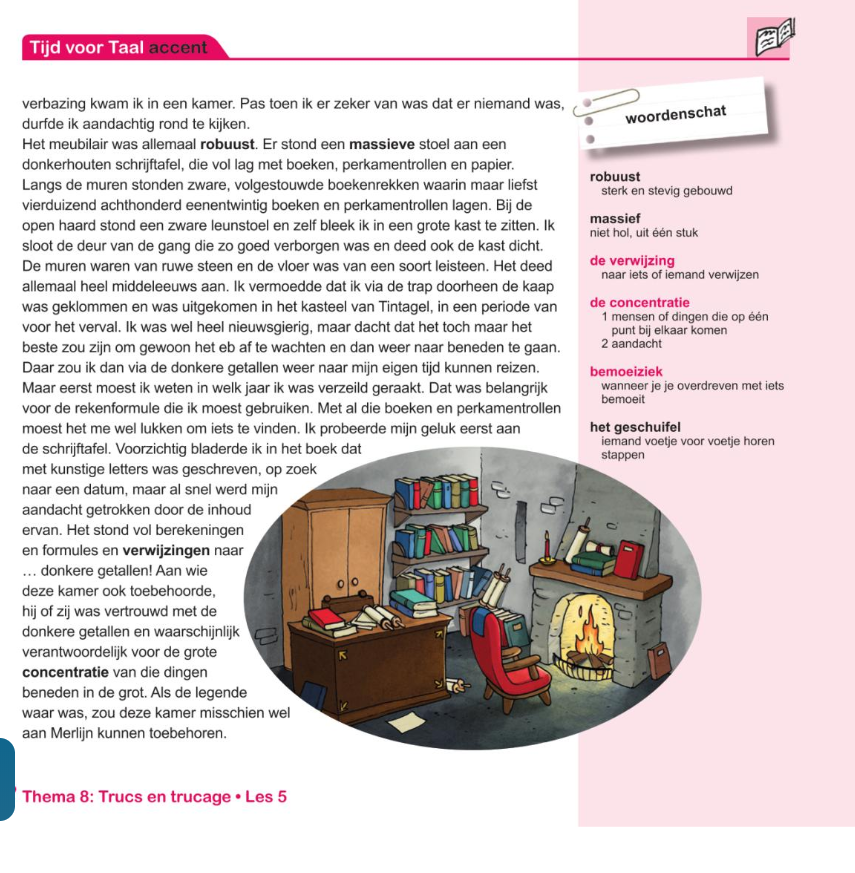 Tijd voor Taal accent
verbazing kwam ik in een kamer. Pas toen ik er zeker van was dat er niemand was,
durfde ik aandachtig rond te kijken.
Het meubilair was allemaal robuust. Er stond een massieve stoel aan een
donkerhouten schrijftafel, die vol lag met boeken, perkamentrollen en papier.
Langs de muren stonden zware, volgestouwde boekenrekken waarin maar liefst
vierduizend achthonderd eenentwintig boeken en perkamentrollen lagen. Bij de
open haard stond een zware leunstoel en zelf bleek ik in een grote kast te zitten. Ik
sloot de deur van de gang die zo goed verborgen was en deed ook de kast dicht.
De muren waren van ruwe steen en de vloer was van een soort leisteen. Het deed
allemaal heel middeleeuws aan. Ik vermoedde dat ik via de trap doorheen de kaap
was geklommen en was uitgekomen in het kasteel van Tintagel, in een periode van
voor het verval. Ik was wel heel nieuwsgierig, maar dacht dat het toch maar het
beste zou zijn om gewoon het eb af te wachten en dan weer naar beneden te gaan.
Daar zou ik dan via de donkere getallen weer naar mijn eigen tijd kunnen reizen.
Maar eerst moest ik weten in welk jaar ik was verzeild geraakt. Dat was belangrijk
voor de rekenformule die ik moest gebruiken. Met al die boeken en perkamentrollen
moest het me wel lukken om iets te vinden. Ik probeerde mijn geluk eerst aan
de schrijftafel. Voorzichtig bladerde ik in het boek dat
met kunstige letters was geschreven, op zoek
naar een datum, maar al snel werd mijn
aandacht getrokken door de inhoud
ervan. Het stond vol berekeningen
en formules en verwijzingen naar
… donkere getallen! Aan wie
deze kamer ook toebehoorde,
hij of zij was vertrouwd met de
donkere getallen en waarschijnlijk
verantwoordelijk voor de grote
concentratie van die dingen
beneden in de grot. Als de legende
waar was, zou deze kamer misschien wel
aan Merlijn kunnen toebehoren.
woordenschat
robuust
sterk en stevig gebouwd
massief
niet hol, uit één stuk
de verwijzing
naar iets of iemand verwijzen
de concentratie
1 mensen of dingen die op één
punt bij elkaar komen
2 aandacht
bemoeiziek
wanneer je je overdreven met iets
bemoeit
het geschuifel
iemand voetje voor voetje horen
stappen
Thema 8: Trucs en trucage • Les 5